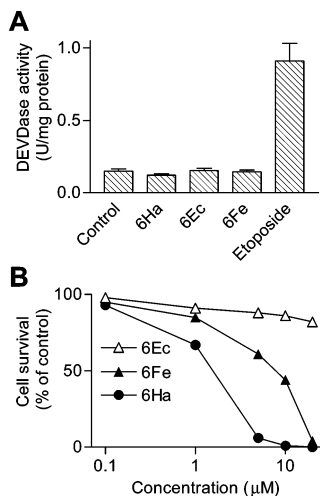 A
DEVDase activity
(U/mg protein)
1.0
0.5
0.0
Control
6Ha
6Ec
6Fe
Etoposide
B
Cell survival
(% of control)
100
50
0
6Ec
6Fe
6Ha
0.1
1
10
Concentration (μM)